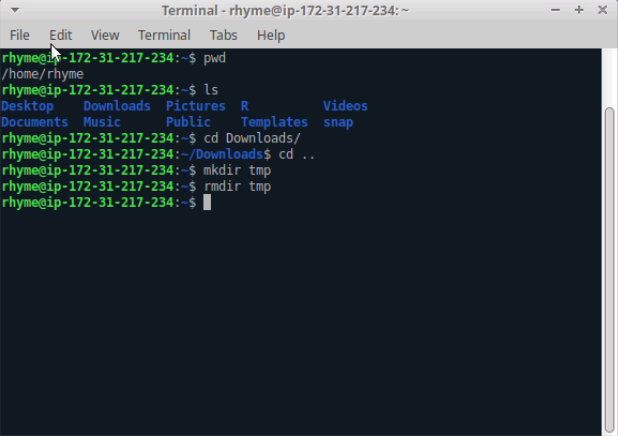 Terminal - rhyme@ip-172-31-217-234: ~
File Edit View Terminal Tabs Help
rhyme@ip-172-31-217-234:~$ pwd
/home/rhyme
rhyme@ip-172-31-217-234:~$ ls
Desktop Downloads Pictures R Videos
Documents Music Public Templates snap
rhyme@ip-172-31-217-234:~$ cd Downloads/
rhyme@ip-172-31-217-234:~/Downloads$ cd ..
rhyme@ip-172-31-217-234:~$ mkdir tmp
rhyme@ip-172-31-217-234:~$ rmdir tmp
rhyme@ip-172-31-217-234:~$